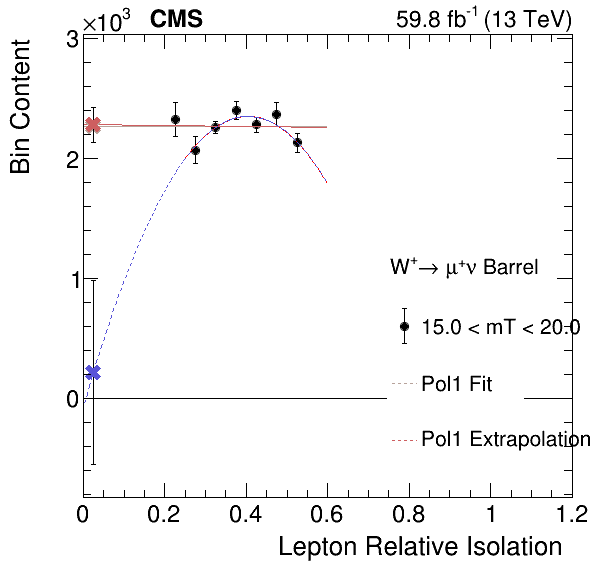 ×10³ CMS 59.8 fb⁻¹ (13 TeV)
Bin Content
3
2
1
0
W⁺→ μ⁺ν Barrel
15.0 < mT < 20.0
Pol1 Fit
Pol1 Extrapolation
0 0.2 0.4 0.6 0.8 1 1.2
Lepton Relative Isolation